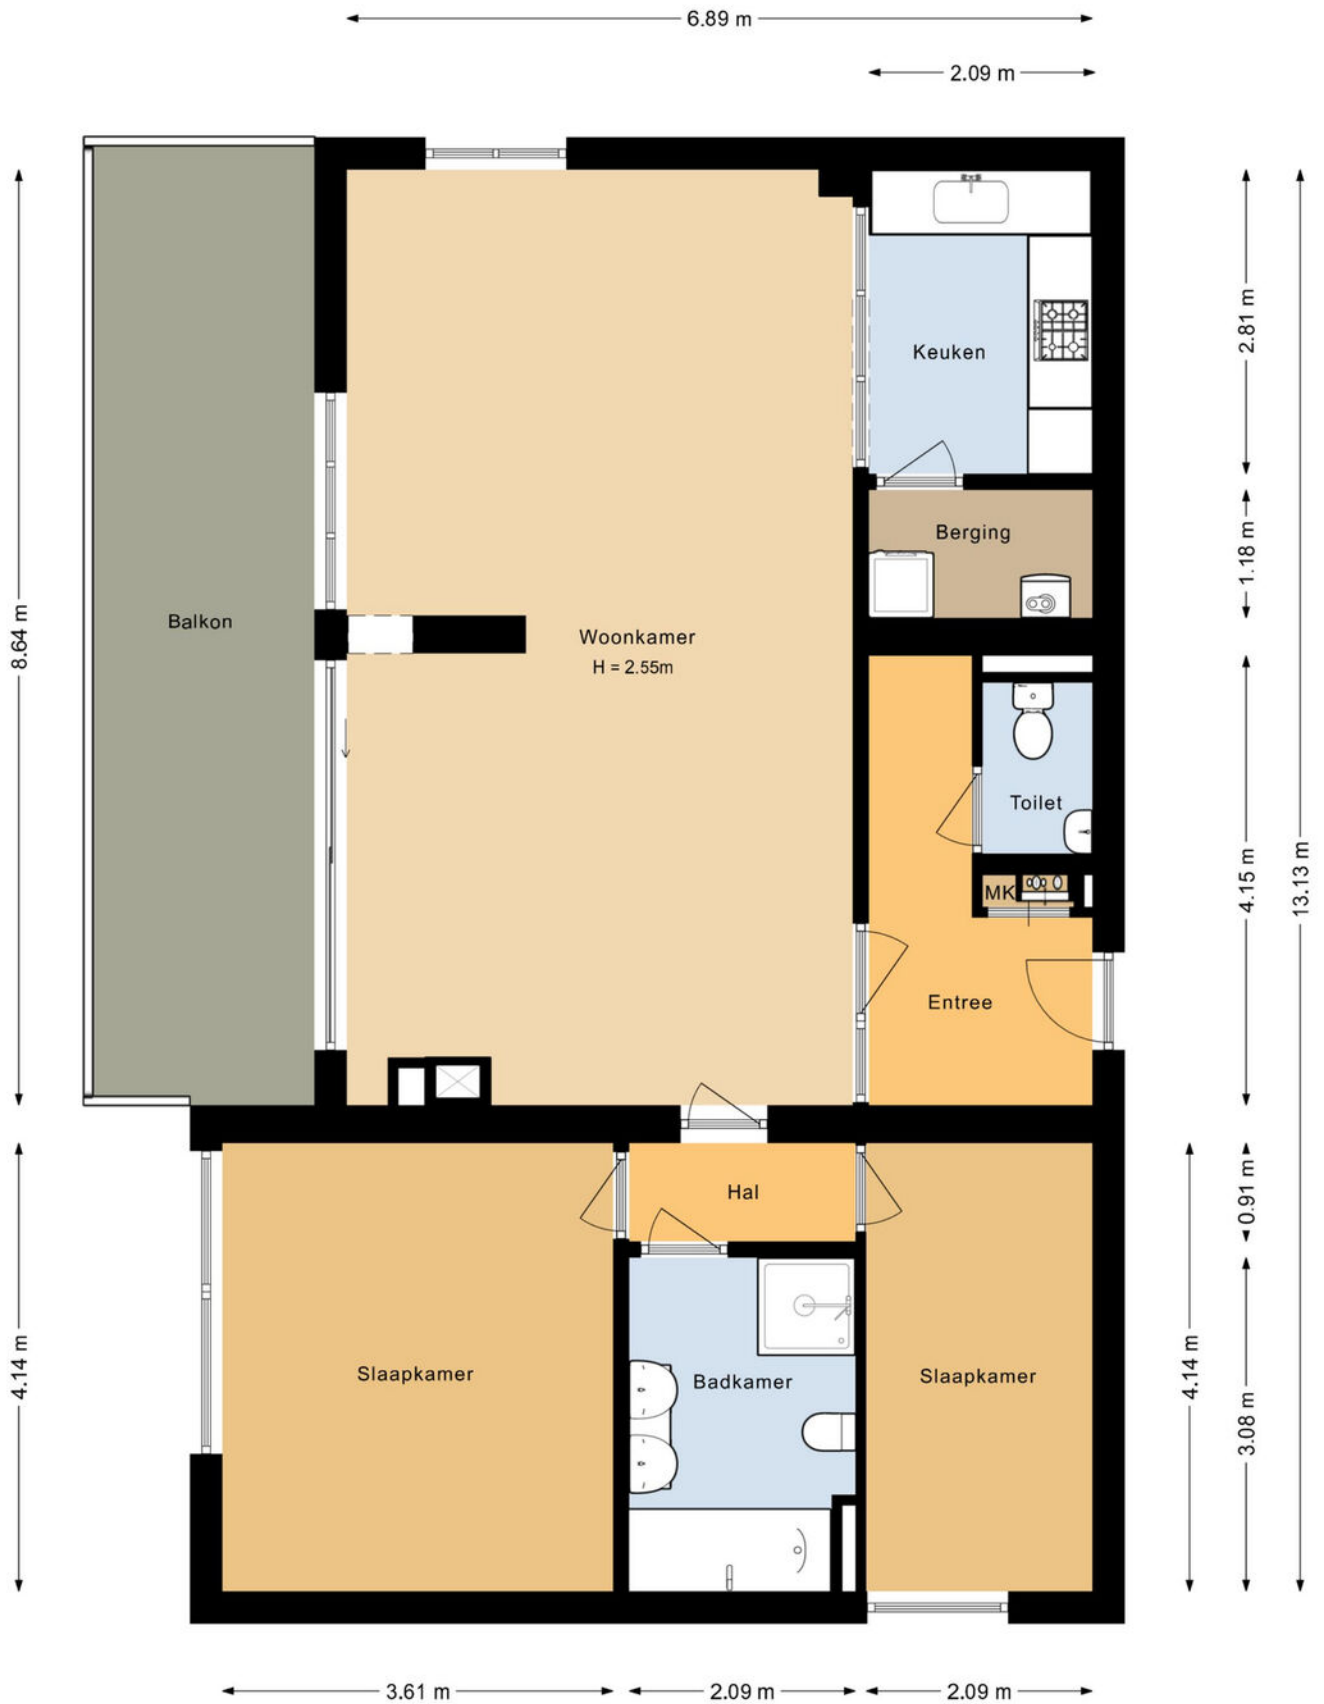 6.89 m
2.09 m
Keuken
2.81 m
Berging
1.18 m
Balkon
Woonkamer
H = 2.55m
8.64 m
Toilet
MK
4.15 m
13.13 m
Entree
Hal
0.91 m
Slaapkamer
Badkamer
Slaapkamer
4.14 m
4.14 m
3.08 m
3.61 m
2.09 m
2.09 m